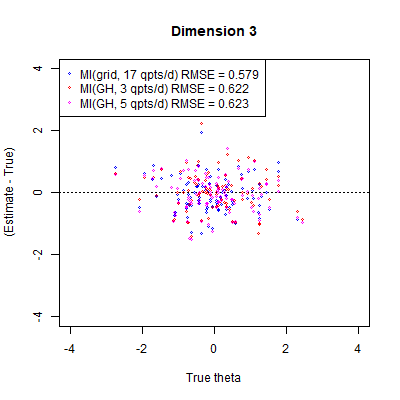 Dimension 3
MI(grid, 17 qpts/d) RMSE = 0.579
MI(GH, 3 qpts/d) RMSE = 0.622
MI(GH, 5 qpts/d) RMSE = 0.623
(Estimate - True)
4
2
0
-2
-4
-4 -2 0 2 4
True theta